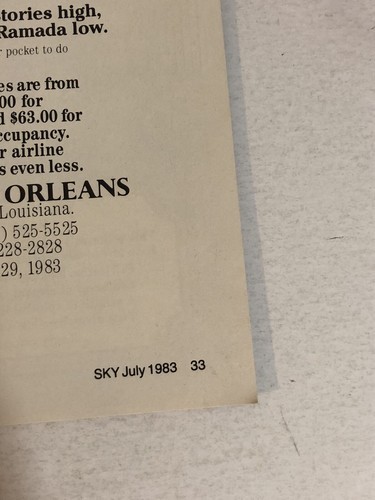 stories high,
Ramada low.
pocket to do
es are from
00 for
d $63.00 for
ccupancy.
r airline
s even less.
ORLEANS
Louisiana.
) 525-5525
228-2828
29, 1983
SKY July 1983 33